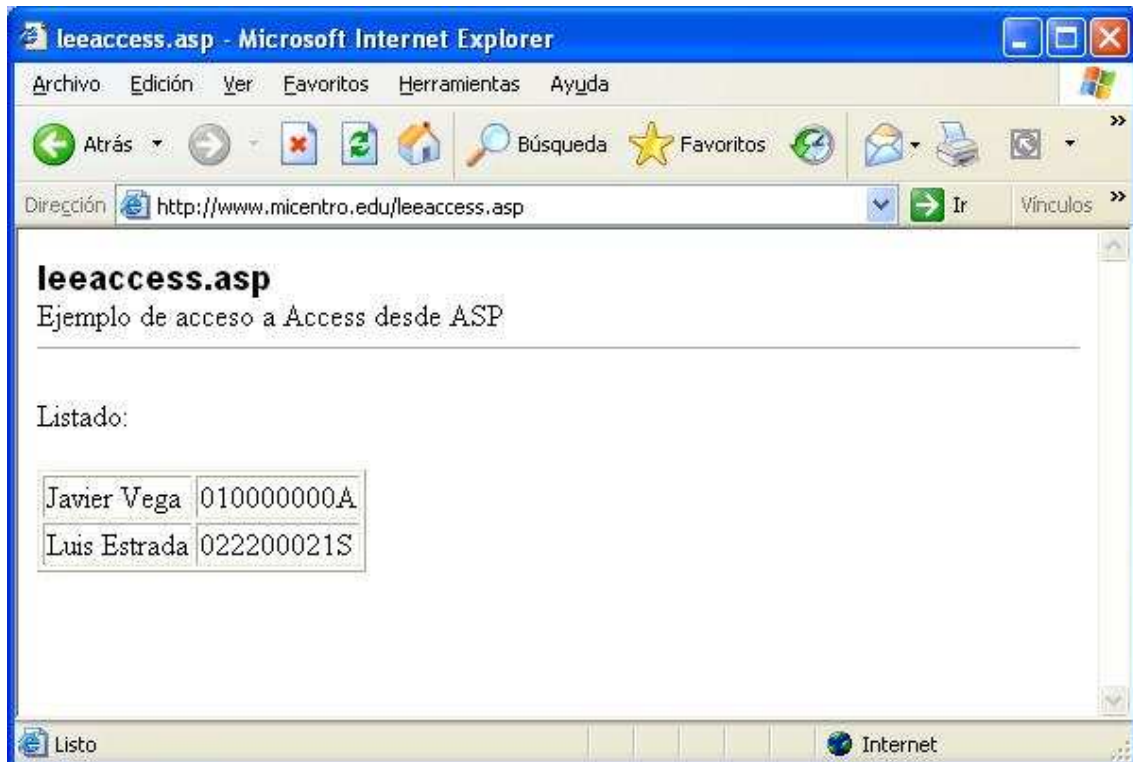 leeaccess.asp - Microsoft Internet Explorer
Archivo Edición Ver Favoritos Herramientas Ayuda
Atrás Búsqueda Favoritos »
Dirección http://www.micentro.edu/leeaccess.asp Ir Vínculos »
leeaccess.asp
Ejemplo de acceso a Access desde ASP
Listado:
Javier Vega 010000000A
Luis Estrada 022200021S
Listo Internet